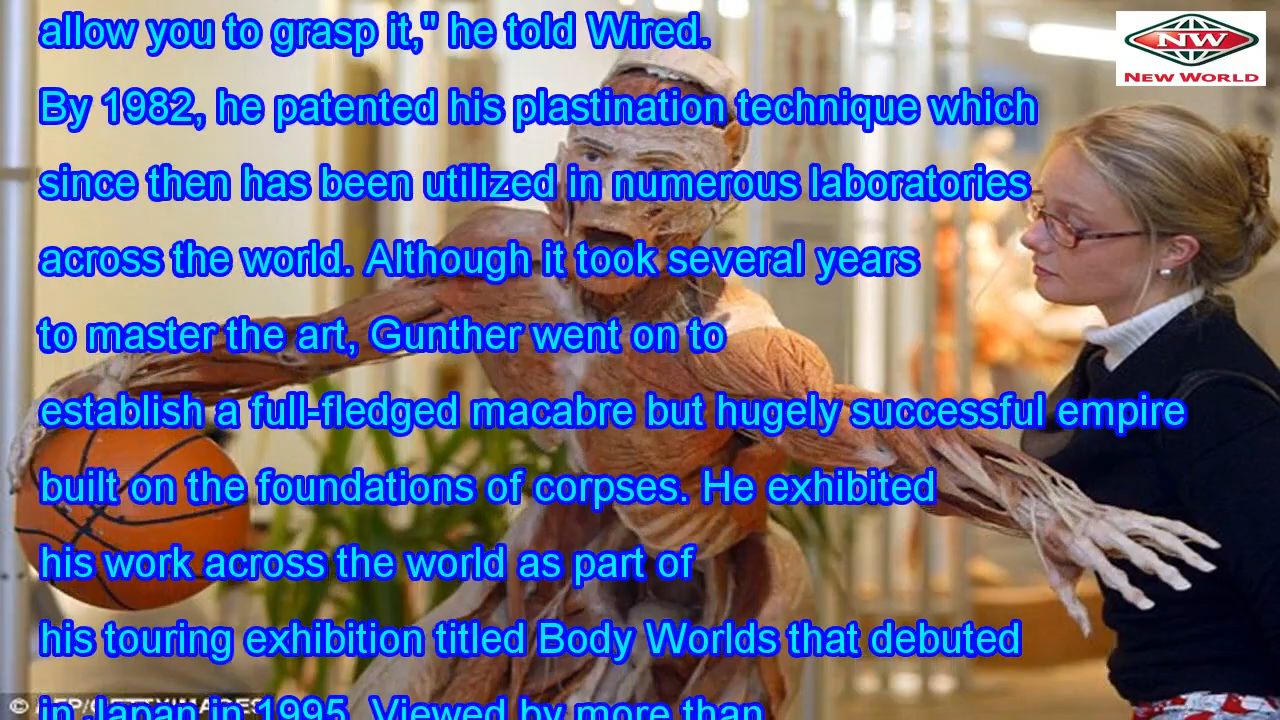 allow you to grasp it," he told Wired.
NW
NEW WORLD
By 1982, he patented his plastination technique which
since then has been utilized in numerous laboratories
across the world. Although it took several years
to master the art, Gunther went on to
establish a full-fledged macabre but hugely successful empire
built on the foundations of corpses. He exhibited
his work across the world as part of
his touring exhibition titled Body Worlds that debuted
in Japan in 1995. Viewed by more than